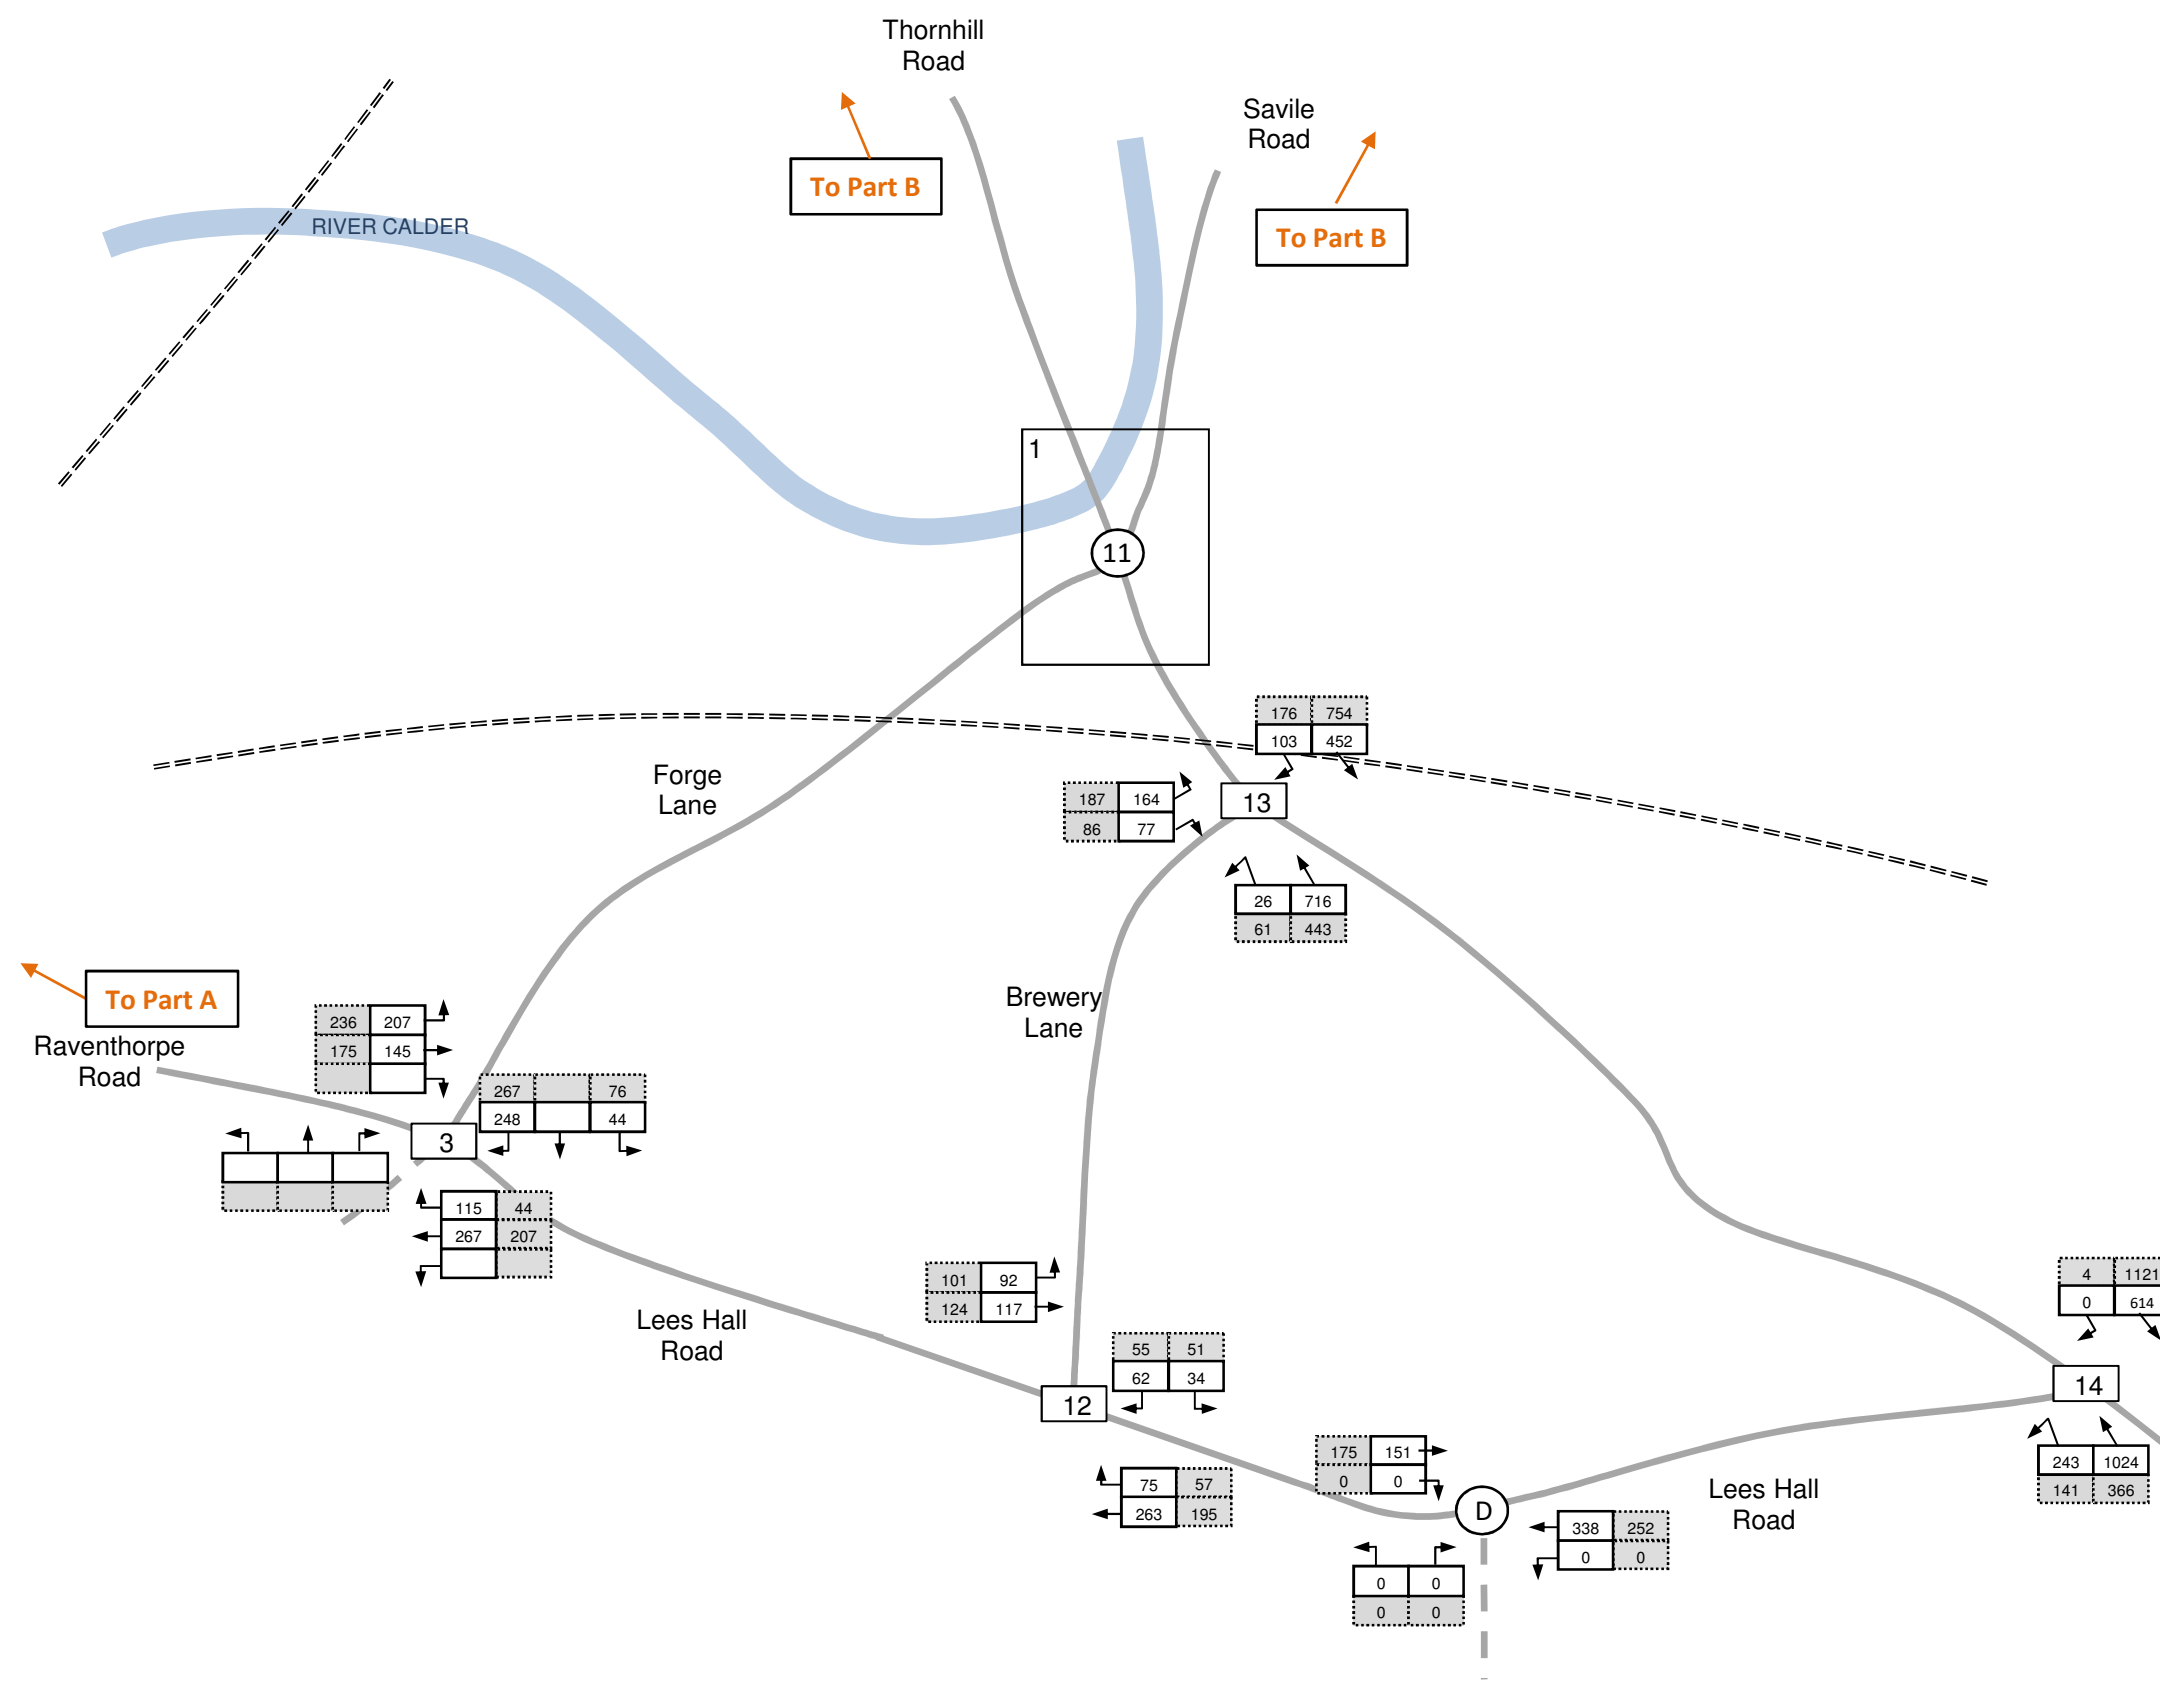 Thornhill
Road
Savile
Road
To Part B
To Part B
RIVER CALDER
1
11
176 754
103 452
Forge
Lane
187 164
86 77
13
26 716
61 443
To Part A
Raventhorpe
Road
Brewery
Lane
236 207
175 145
267 76
248 44
3
115 44
267 207
Lees Hall
Road
101 92
124 117
55 51
62 34
12
75 57
263 195
175 151
0 0
D
338 252
0 0
0 0
0 0
Lees Hall
Road
4 1121
0 614
14
243 1024
141 366